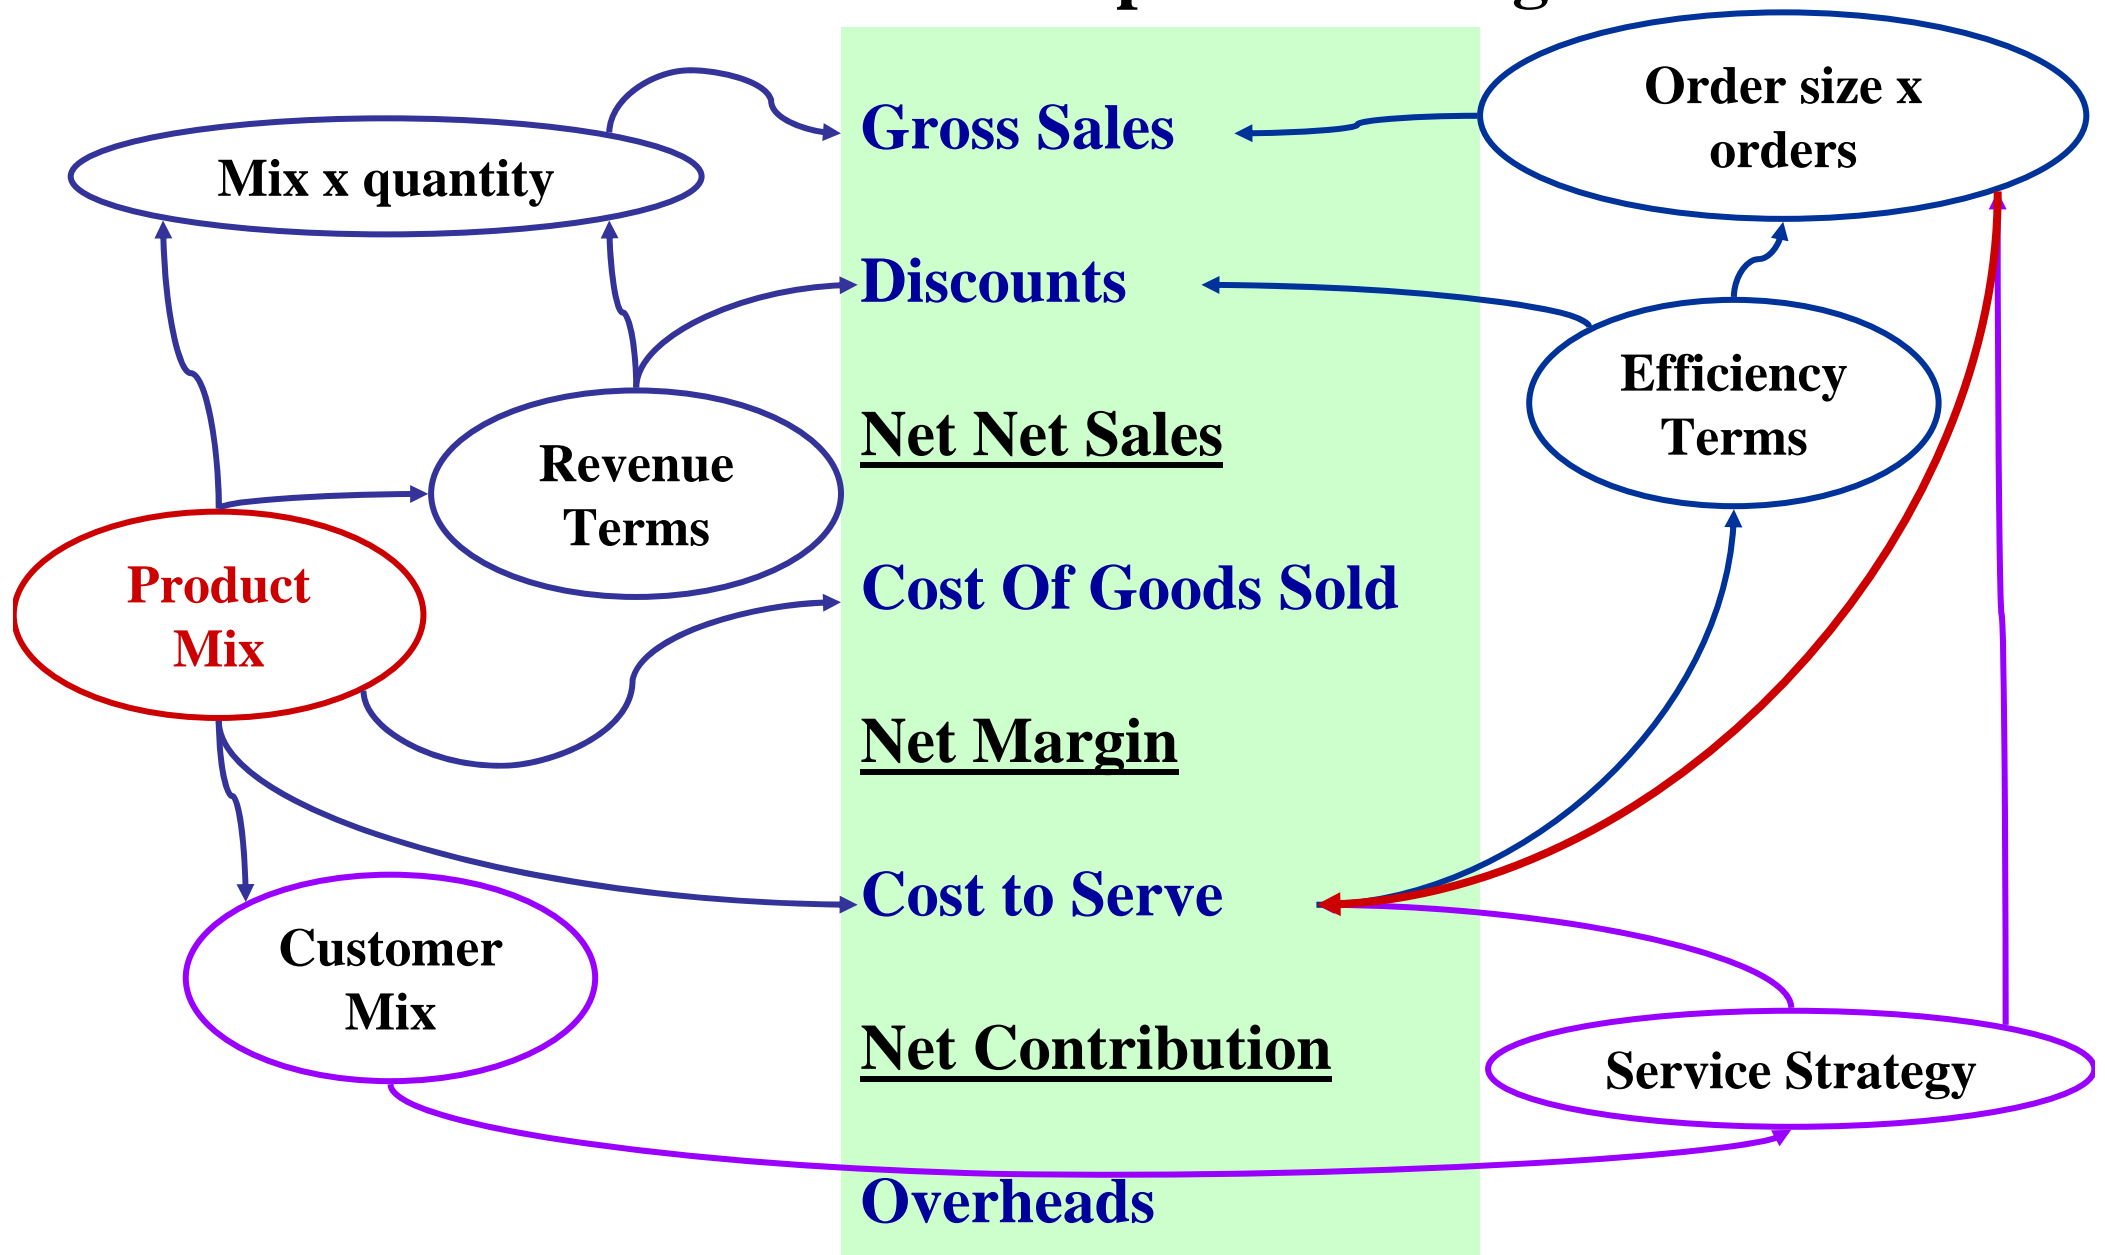 Mix x quantity
Revenue
Terms
Product
Mix
Customer
Mix
Gross Sales
Discounts
Net Net Sales
Cost Of Goods Sold
Net Margin
Cost to Serve
Net Contribution
Overheads
Order size x
orders
Efficiency
Terms
Service Strategy